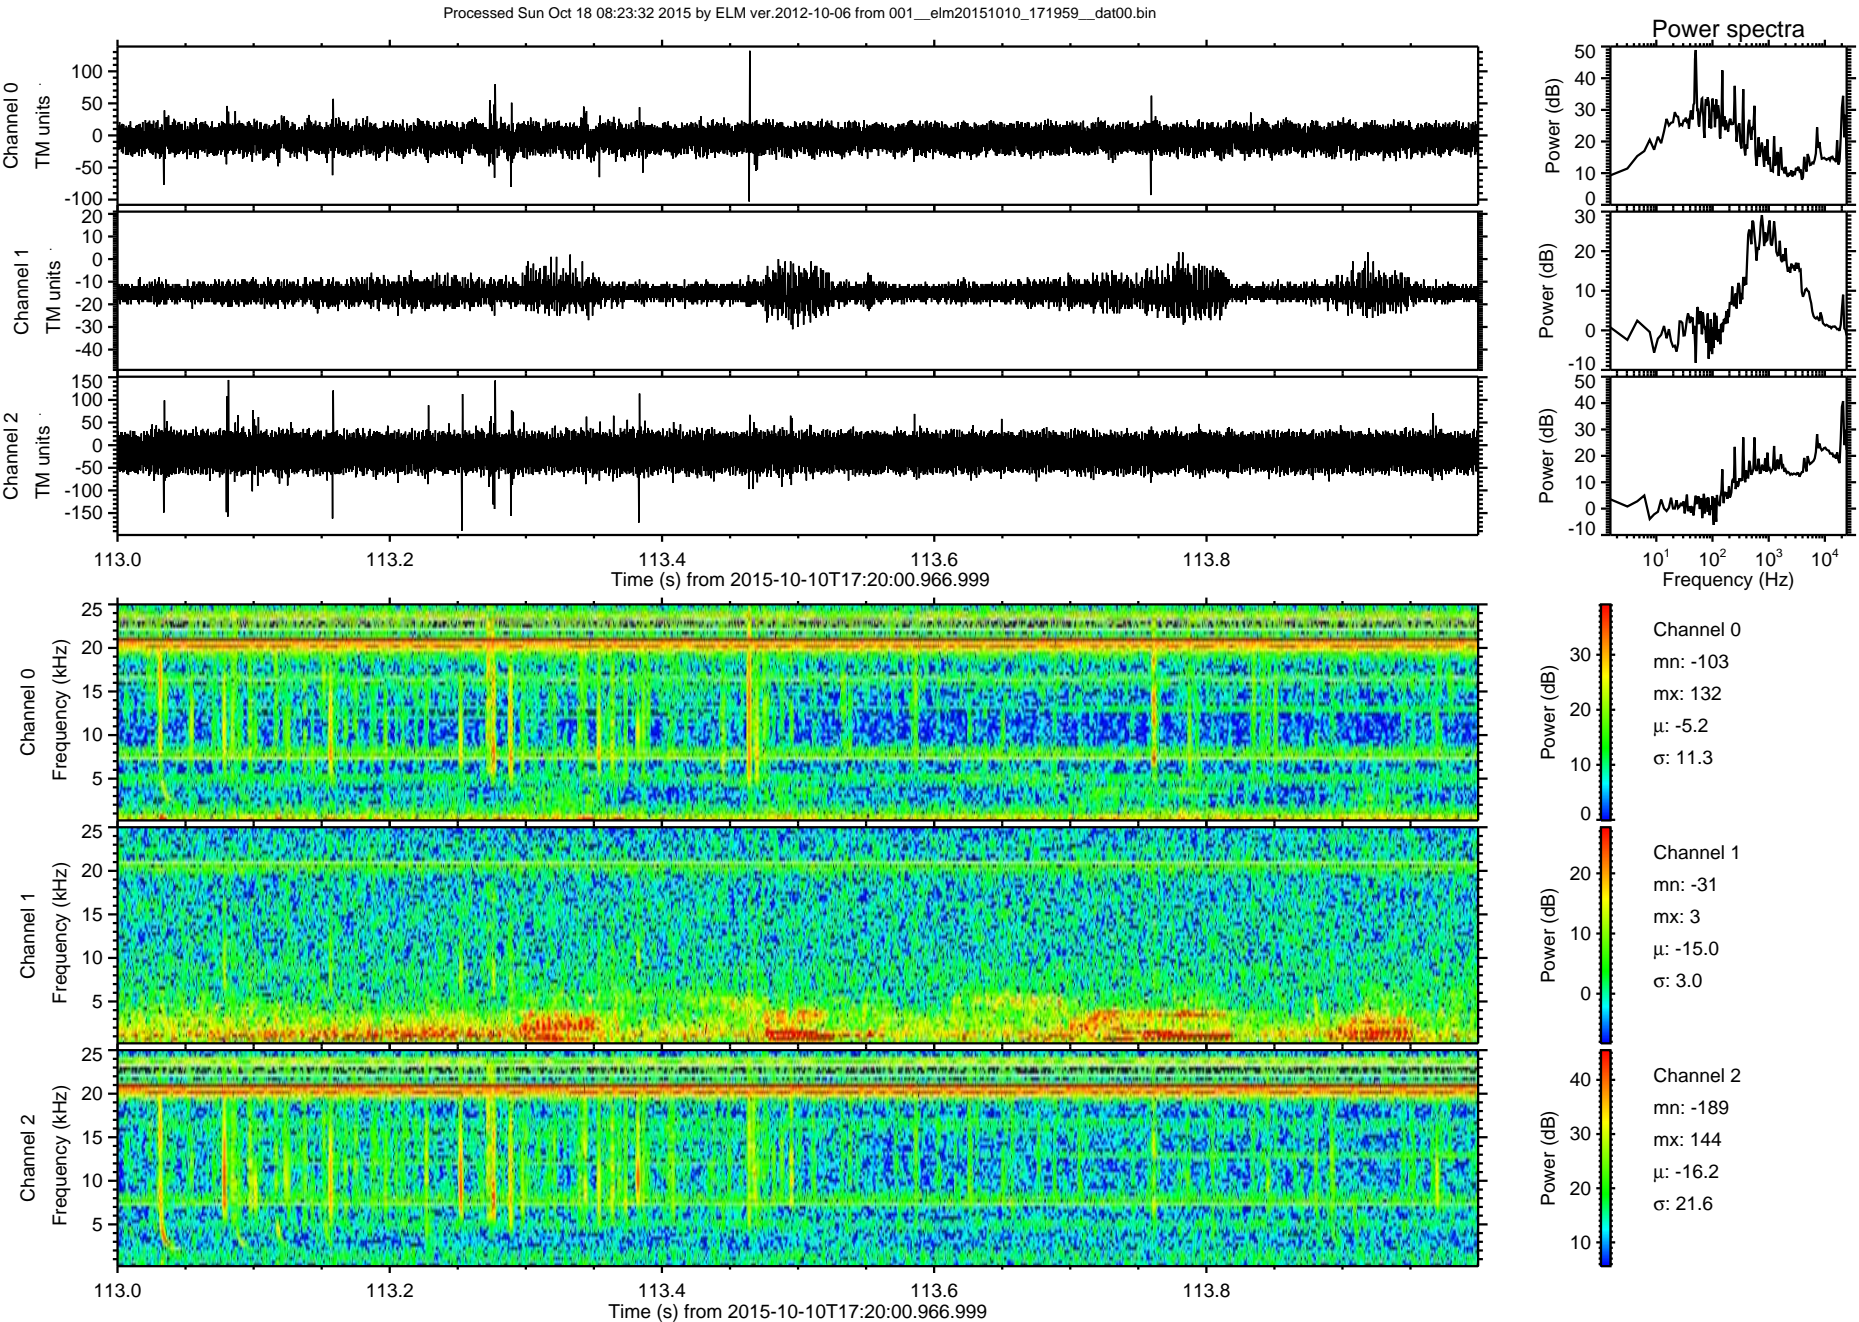 Processed Sun Oct 18 08:23:32 2015 by ELM ver.2012-10-06 from 001__elm20151010_171959__dat00.bin
Power spectra
Channel 0
TM units
100
50
0
-50
-100
Power (dB)
50
40
30
20
10
0
Channel 1
TM units
20
10
0
-10
-20
-30
-40
Power (dB)
30
20
10
0
-10
Channel 2
TM units
150
100
50
0
-50
-100
-150
Power (dB)
50
40
30
20
10
0
-10
113.0 113.2 113.4 113.6 113.8
Time (s) from 2015-10-10T17:20:00.966.999
10¹ 10² 10³ 10⁴
Frequency (Hz)
Channel 0
Frequency (kHz)
25
20
15
10
5
Power (dB)
30
20
10
0
Channel 0
mn: -103
mx: 132
μ: -5.2
σ: 11.3
Channel 1
Frequency (kHz)
25
20
15
10
5
Power (dB)
20
10
0
Channel 1
mn: -31
mx: 3
μ: -15.0
σ: 3.0
Channel 2
Frequency (kHz)
25
20
15
10
5
Power (dB)
40
30
20
10
Channel 2
mn: -189
mx: 144
μ: -16.2
σ: 21.6
113.0 113.2 113.4 113.6 113.8
Time (s) from 2015-10-10T17:20:00.966.999